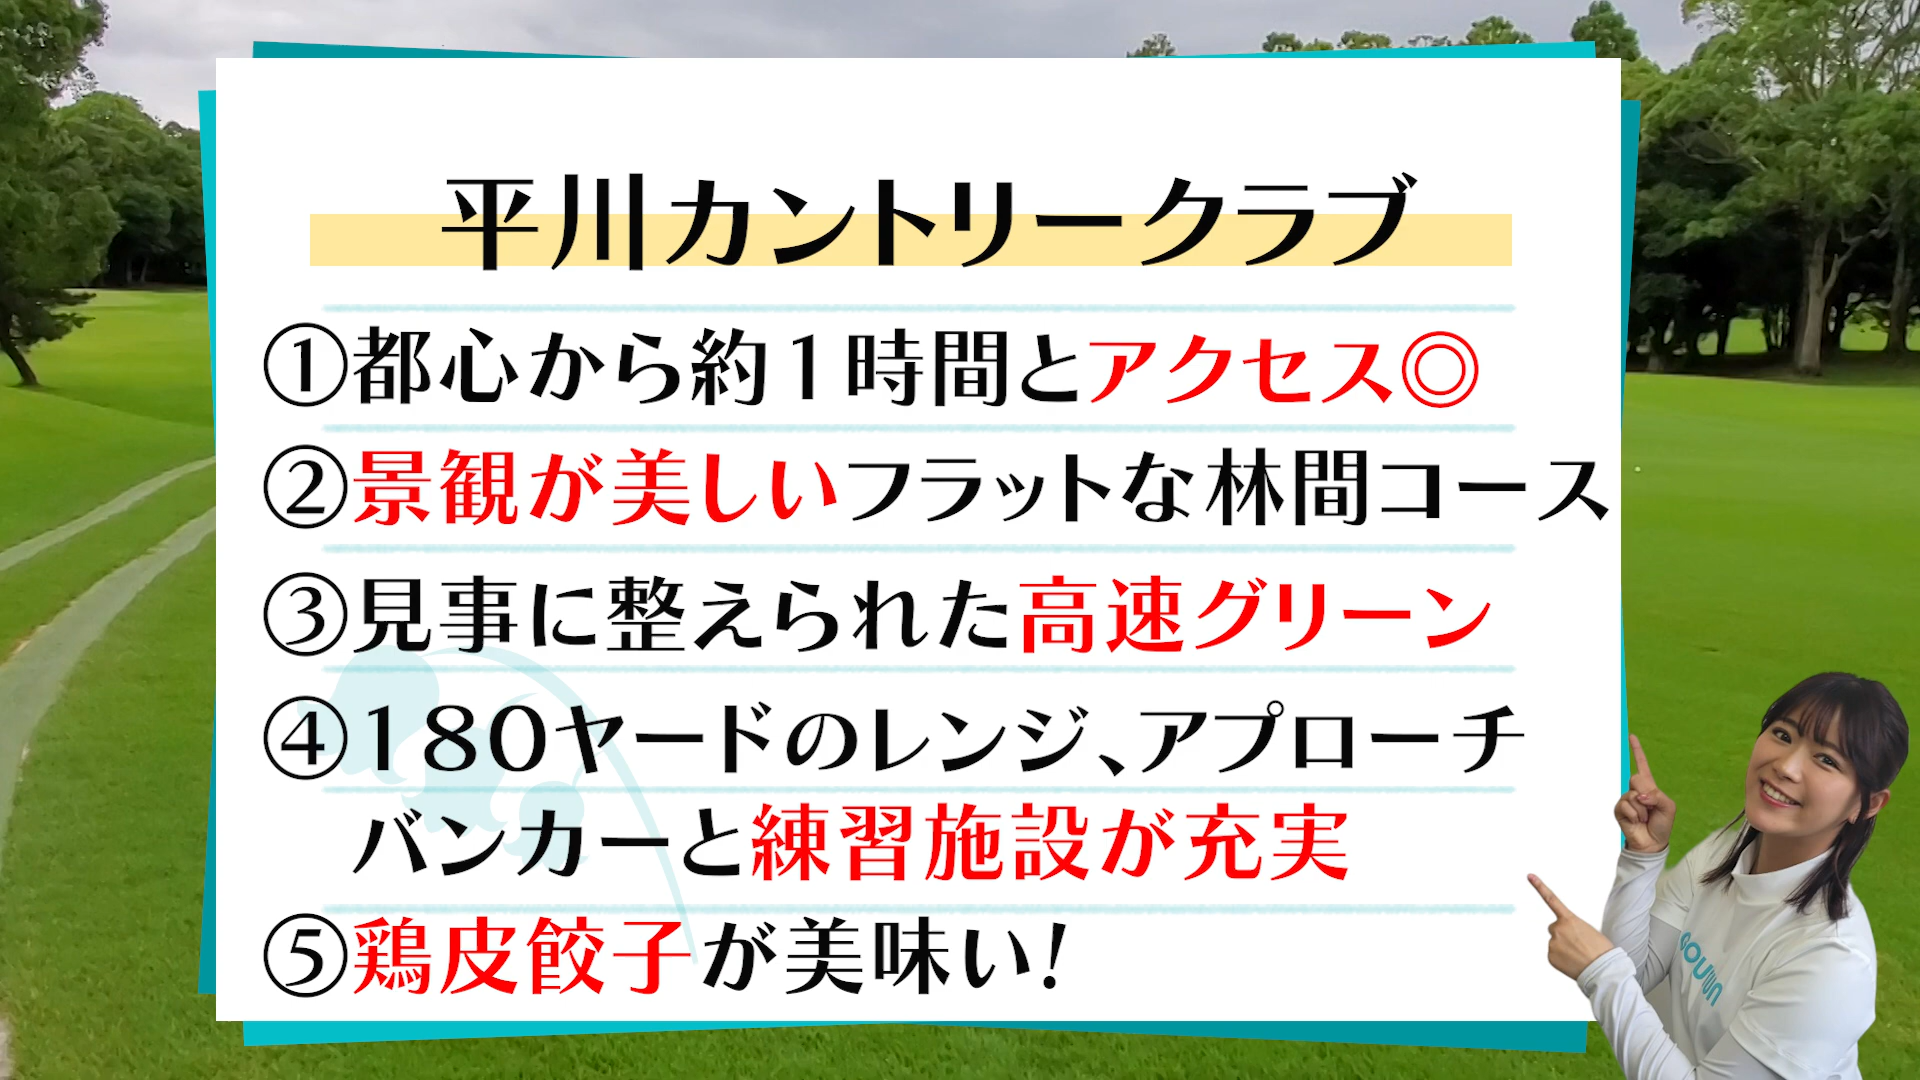 平川カントリークラブ
①都心から約1時間とアクセス◎
②景観が美しいフラットな林間コース
③見事に整えられた高速グリーン
④180ヤードのレンジ、アプローチ
バンカーと練習施設が充実
⑤鶏皮餃子が美味い!